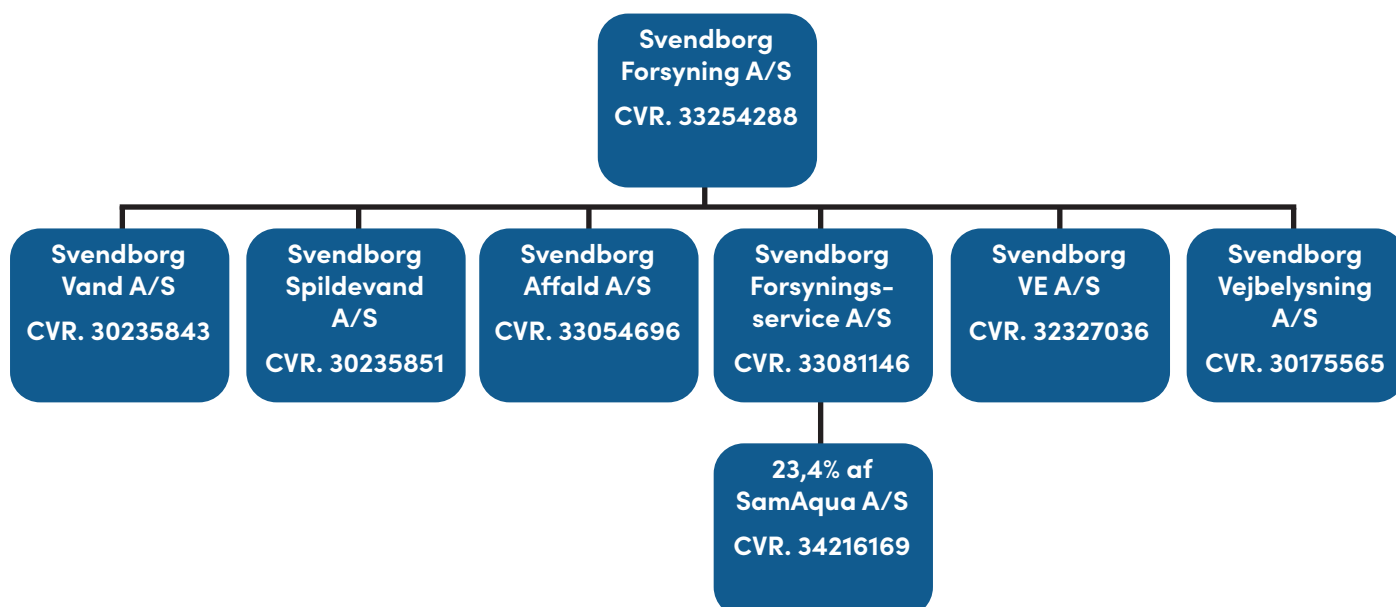 Svendborg
Forsyning A/S
CVR. 33254288
Svendborg
Vand A/S
CVR. 30235843
Svendborg
Spildevand
A/S
CVR. 30235851
Svendborg
Affald A/S
CVR. 33054696
Svendborg
Forsynings-
service A/S
CVR. 33081146
Svendborg
VE A/S
CVR. 32327036
Svendborg
Vejbelysning
A/S
CVR. 30175565
23,4% af
SamAqua A/S
CVR. 34216169